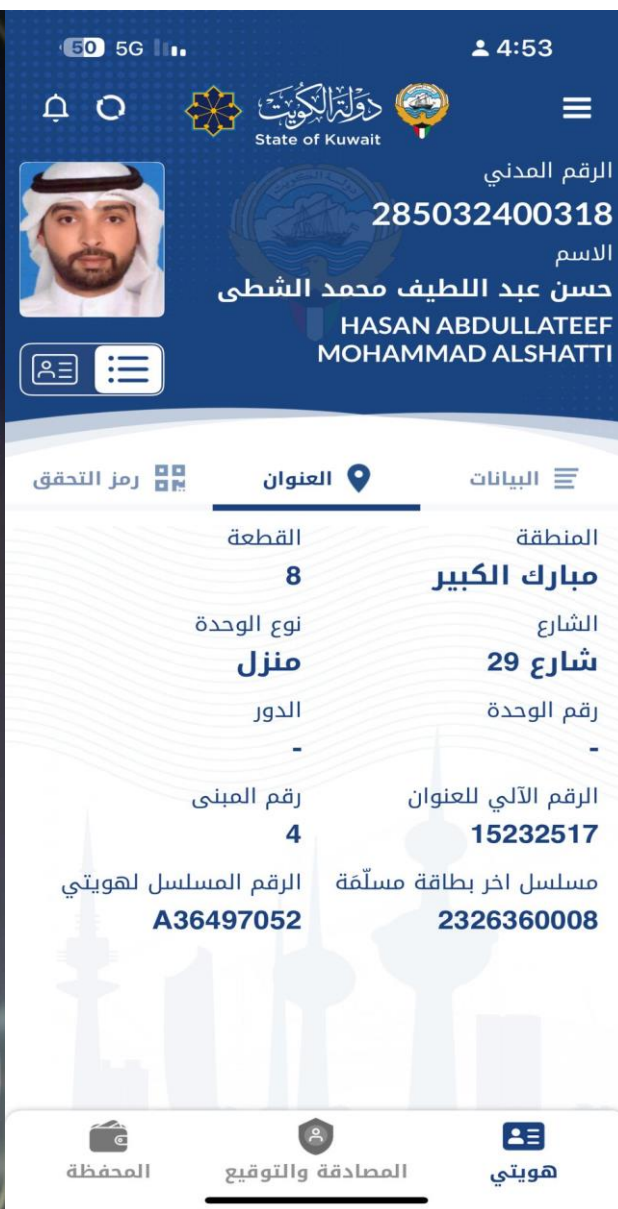 50 5G 4:53
دولة الكويت
State of Kuwait
الرقم المدني
285032400318
الاسم
حسن عبد اللطيف محمد الشطى
HASAN ABDULLATEEF
MOHAMMAD ALSHATTI
البيانات العنوان رمز التحقق
المنطقة القطعة
مبارك الكبير 8
الشارع نوع الوحدة
شارع 29 منزل
رقم الوحدة الدور
- -
الرقم الآلي للعنوان رقم المبنى
15232517 4
مسلسل اخر بطاقة مسلّمَة الرقم المسلسل لهويتي
2326360008 A36497052
هويتي المصادقة والتوقيع المحفظة